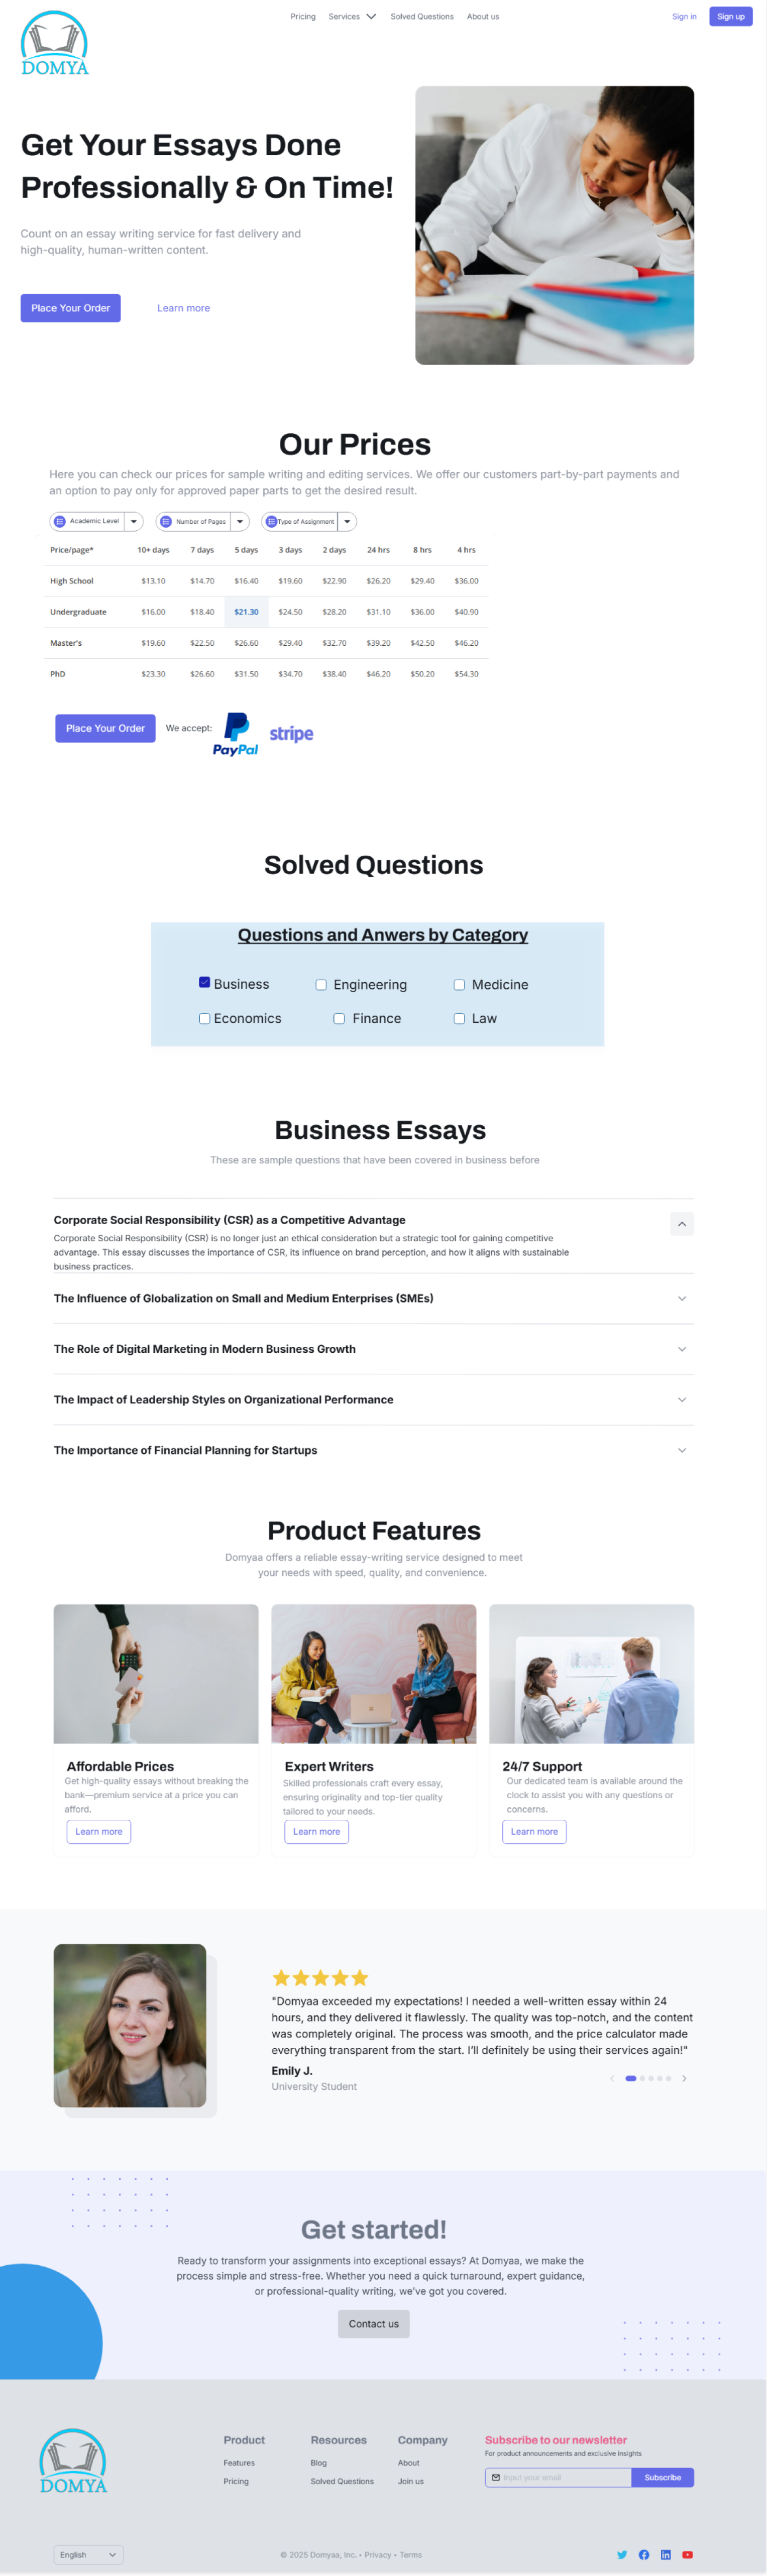 DOMYA
Pricing Services Solved Questions About us Sign in Sign up
Get Your Essays Done
Professionally & On Time!
Count on an essay writing service for fast delivery and
high-quality, human-written content.
Place Your Order Learn more
Our Prices
Here you can check our prices for sample writing and editing services. We offer our customers part-by-part payments and
an option to pay only for approved paper parts to get the desired result.
Academic Level Number of Pages Type of Assignment
Price/page* 10+ days 7 days 5 days 3 days 2 days 24 hrs 8 hrs 4 hrs
High School $13.10 $14.70 $16.40 $19.60 $22.90 $26.20 $29.40 $36.00
Undergraduate $16.00 $18.40 $21.30 $24.50 $28.20 $31.10 $36.00 $40.90
Master's $19.60 $22.50 $26.60 $29.40 $32.70 $39.20 $42.50 $46.20
PhD $23.30 $26.60 $31.50 $34.70 $38.40 $46.20 $50.20 $54.30
Place Your Order We accept: PayPal stripe
Solved Questions
Questions and Anwers by Category
Business Engineering Medicine
Economics Finance Law
Business Essays
These are sample questions that have been covered in business before
Corporate Social Responsibility (CSR) as a Competitive Advantage
Corporate Social Responsibility (CSR) is no longer just an ethical consideration but a strategic tool for gaining competitive
advantage. This essay discusses the importance of CSR, its influence on brand perception, and how it aligns with sustainable
business practices.
The Influence of Globalization on Small and Medium Enterprises (SMEs)
The Role of Digital Marketing in Modern Business Growth
The Impact of Leadership Styles on Organizational Performance
The Importance of Financial Planning for Startups
Product Features
Domyaa offers a reliable essay-writing service designed to meet
your needs with speed, quality, and convenience.
Affordable Prices
Get high-quality essays without breaking the
bank—premium service at a price you can
afford.
Learn more
Expert Writers
Skilled professionals craft every essay,
ensuring originality and top-tier quality
tailored to your needs.
Learn more
24/7 Support
Our dedicated team is available around the
clock to assist you with any questions or
concerns.
Learn more
"Domyaa exceeded my expectations! I needed a well-written essay within 24
hours, and they delivered it flawlessly. The quality was top-notch, and the content
was completely original. The process was smooth, and the price calculator made
everything transparent from the start. I'll definitely be using their services again!"
Emily J.
University Student
Get started!
Ready to transform your assignments into exceptional essays? At Domyaa, we make the
process simple and stress-free. Whether you need a quick turnaround, expert guidance,
or professional-quality writing, we've got you covered.
Contact us
DOMYA
Product
Features
Pricing
Resources
Blog
Solved Questions
Company
About
Join us
Subscribe to our newsletter
For product announcements and exclusive insights
Input your email Subscribe
English
© 2025 Domyaa, Inc. • Privacy • Terms